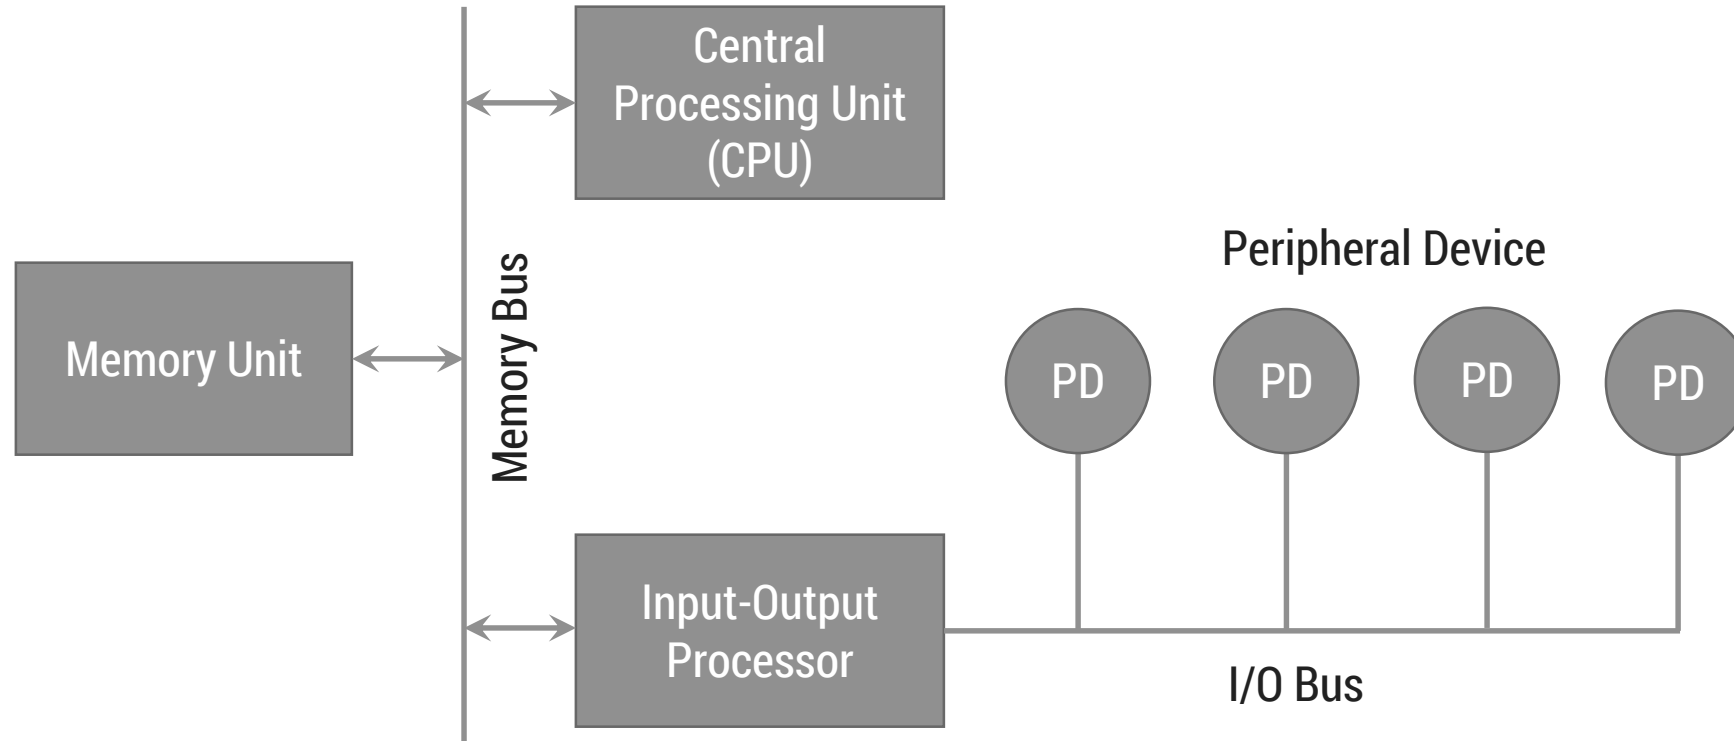 Central
Processing Unit
(CPU)
Memory Unit
Memory Bus
Peripheral Device
PD
PD
PD
PD
Input-Output
Processor
I/O Bus